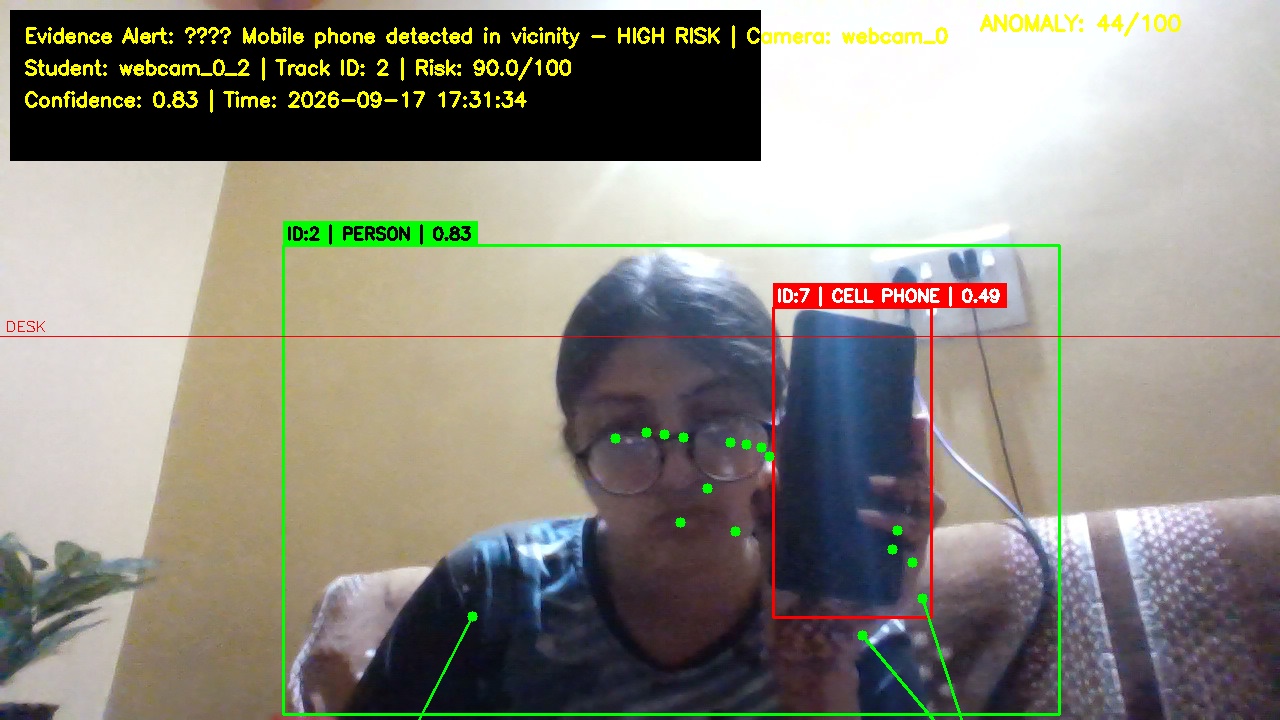 Evidence Alert: ???? Mobile phone detected in vicinity - HIGH RISK | Camera: webcam_0
ANOMALY: 44/100
Student: webcam_0_2 | Track ID: 2 | Risk: 90.0/100
Confidence: 0.83 | Time: 2026-09-17 17:31:34
ID:2 | PERSON | 0.83
ID:7 | CELL PHONE | 0.49
DESK